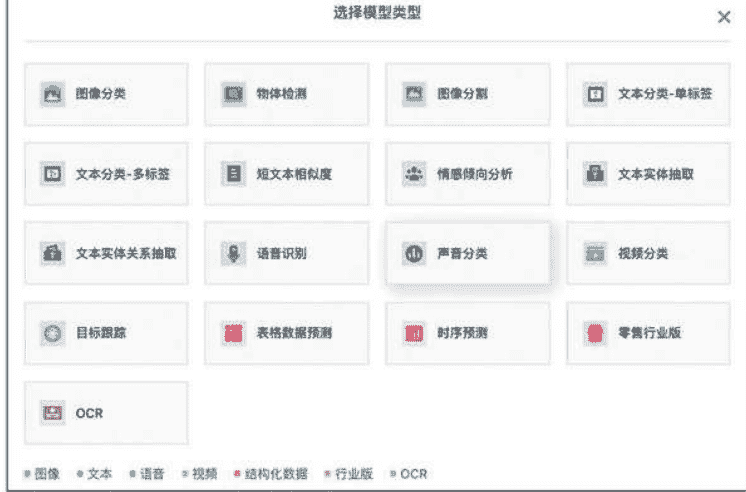 选择模型类型
图像分类 物体检测 图像分割 文本分类-单标签
文本分类-多标签 短文本相似度 情感倾向分析 文本实体抽取
文本实体关系抽取 语音识别 声音分类 视频分类
目标跟踪 表格数据预测 时序预测 零售行业版
OCR
图像 文本 语音 视频 结构化数据 行业版 OCR